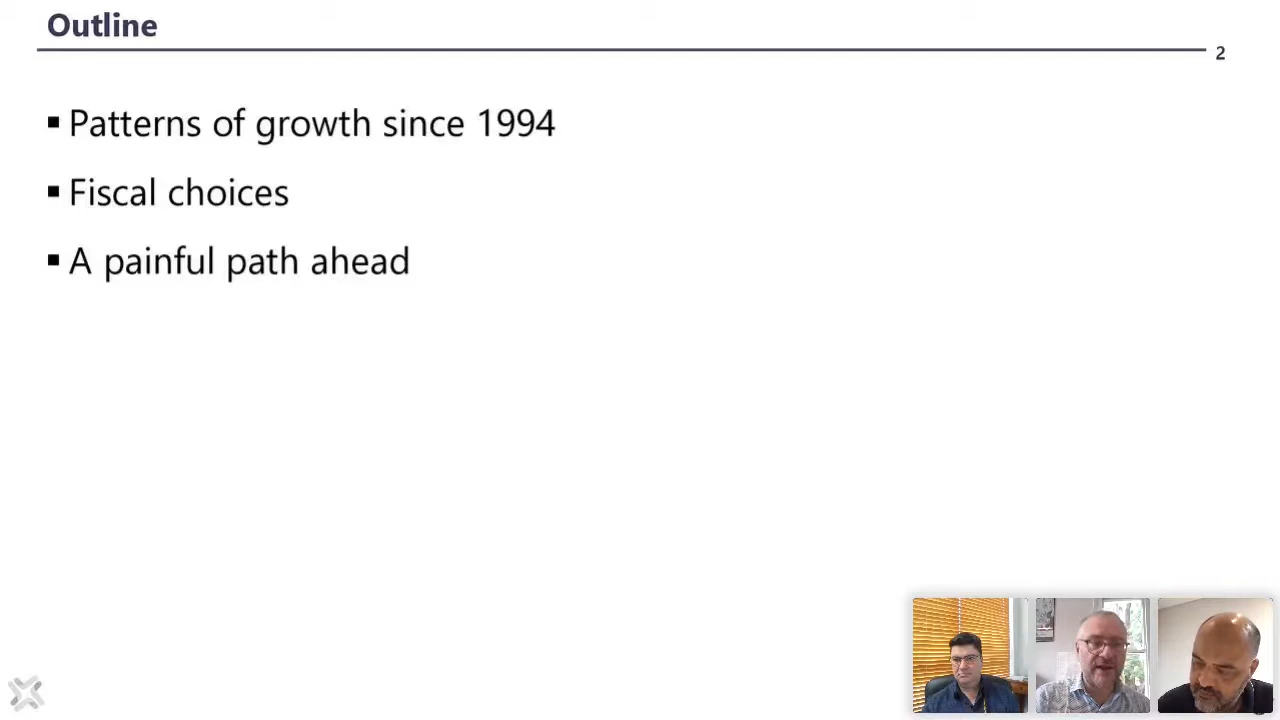 Outline
2
Patterns of growth since 1994
Fiscal choices
A painful path ahead